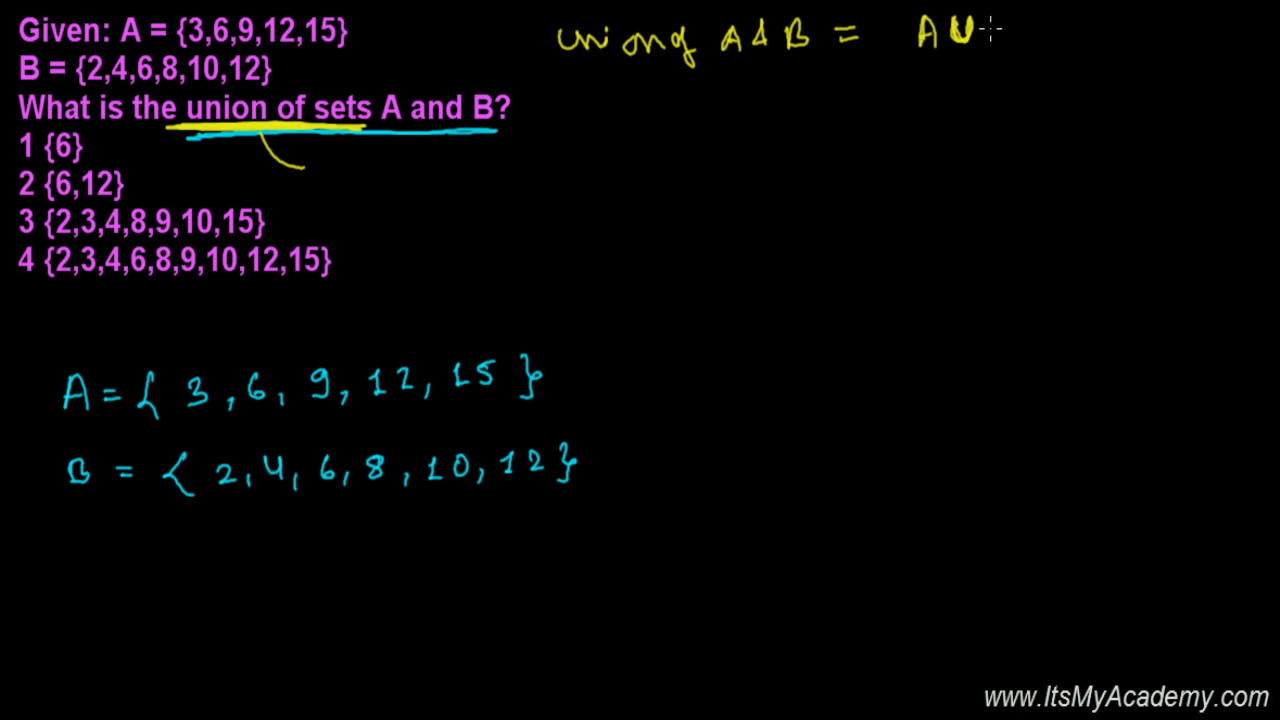 Given: A = {3,6,9,12,15}
B = {2,4,6,8,10,12}
What is the union of sets A and B?
1 {6}
2 {6,12}
3 {2,3,4,8,9,10,15}
4 {2,3,4,6,8,9,10,12,15}
union of A & B = A U
A = { 3, 6, 9, 12, 15 }
B = { 2, 4, 6, 8, 10, 12 }
www.ItsMyAcademy.com